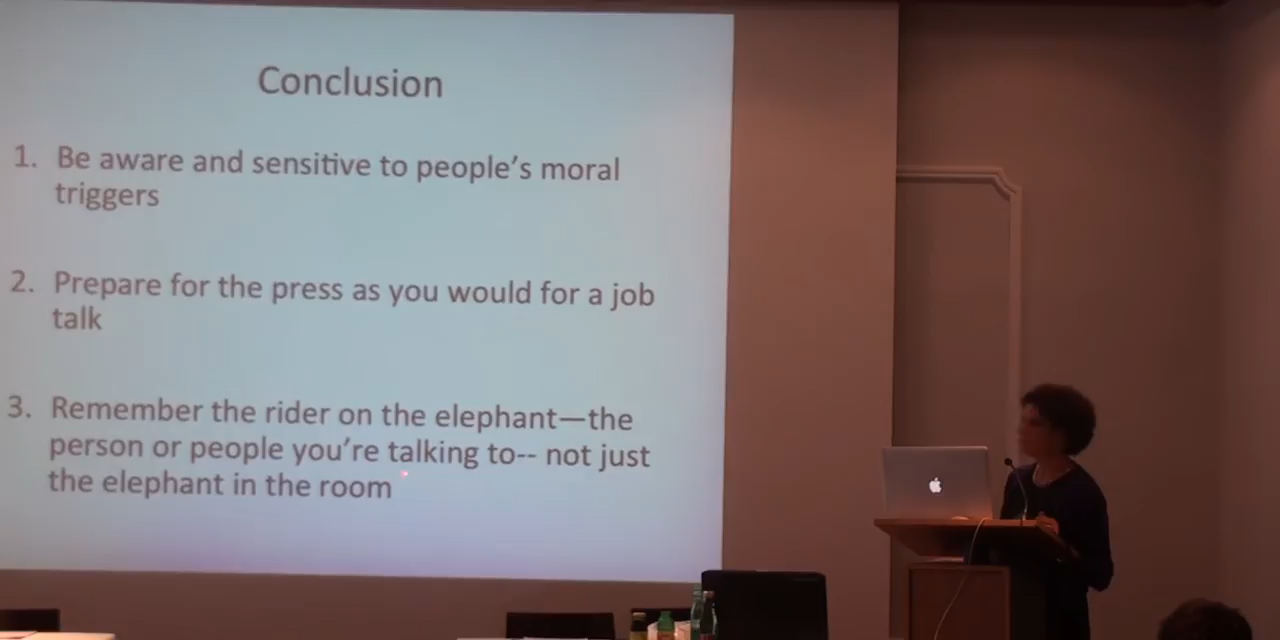 Conclusion
1. Be aware and sensitive to people's moral
triggers
2. Prepare for the press as you would for a job
talk
3. Remember the rider on the elephant—the
person or people you're talking to-- not just
the elephant in the room